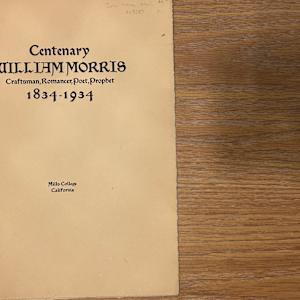 Centenary
WILLIAM MORRIS
Craftsman, Romancer, Poet, Prophet
1834-1934
Mills College
California